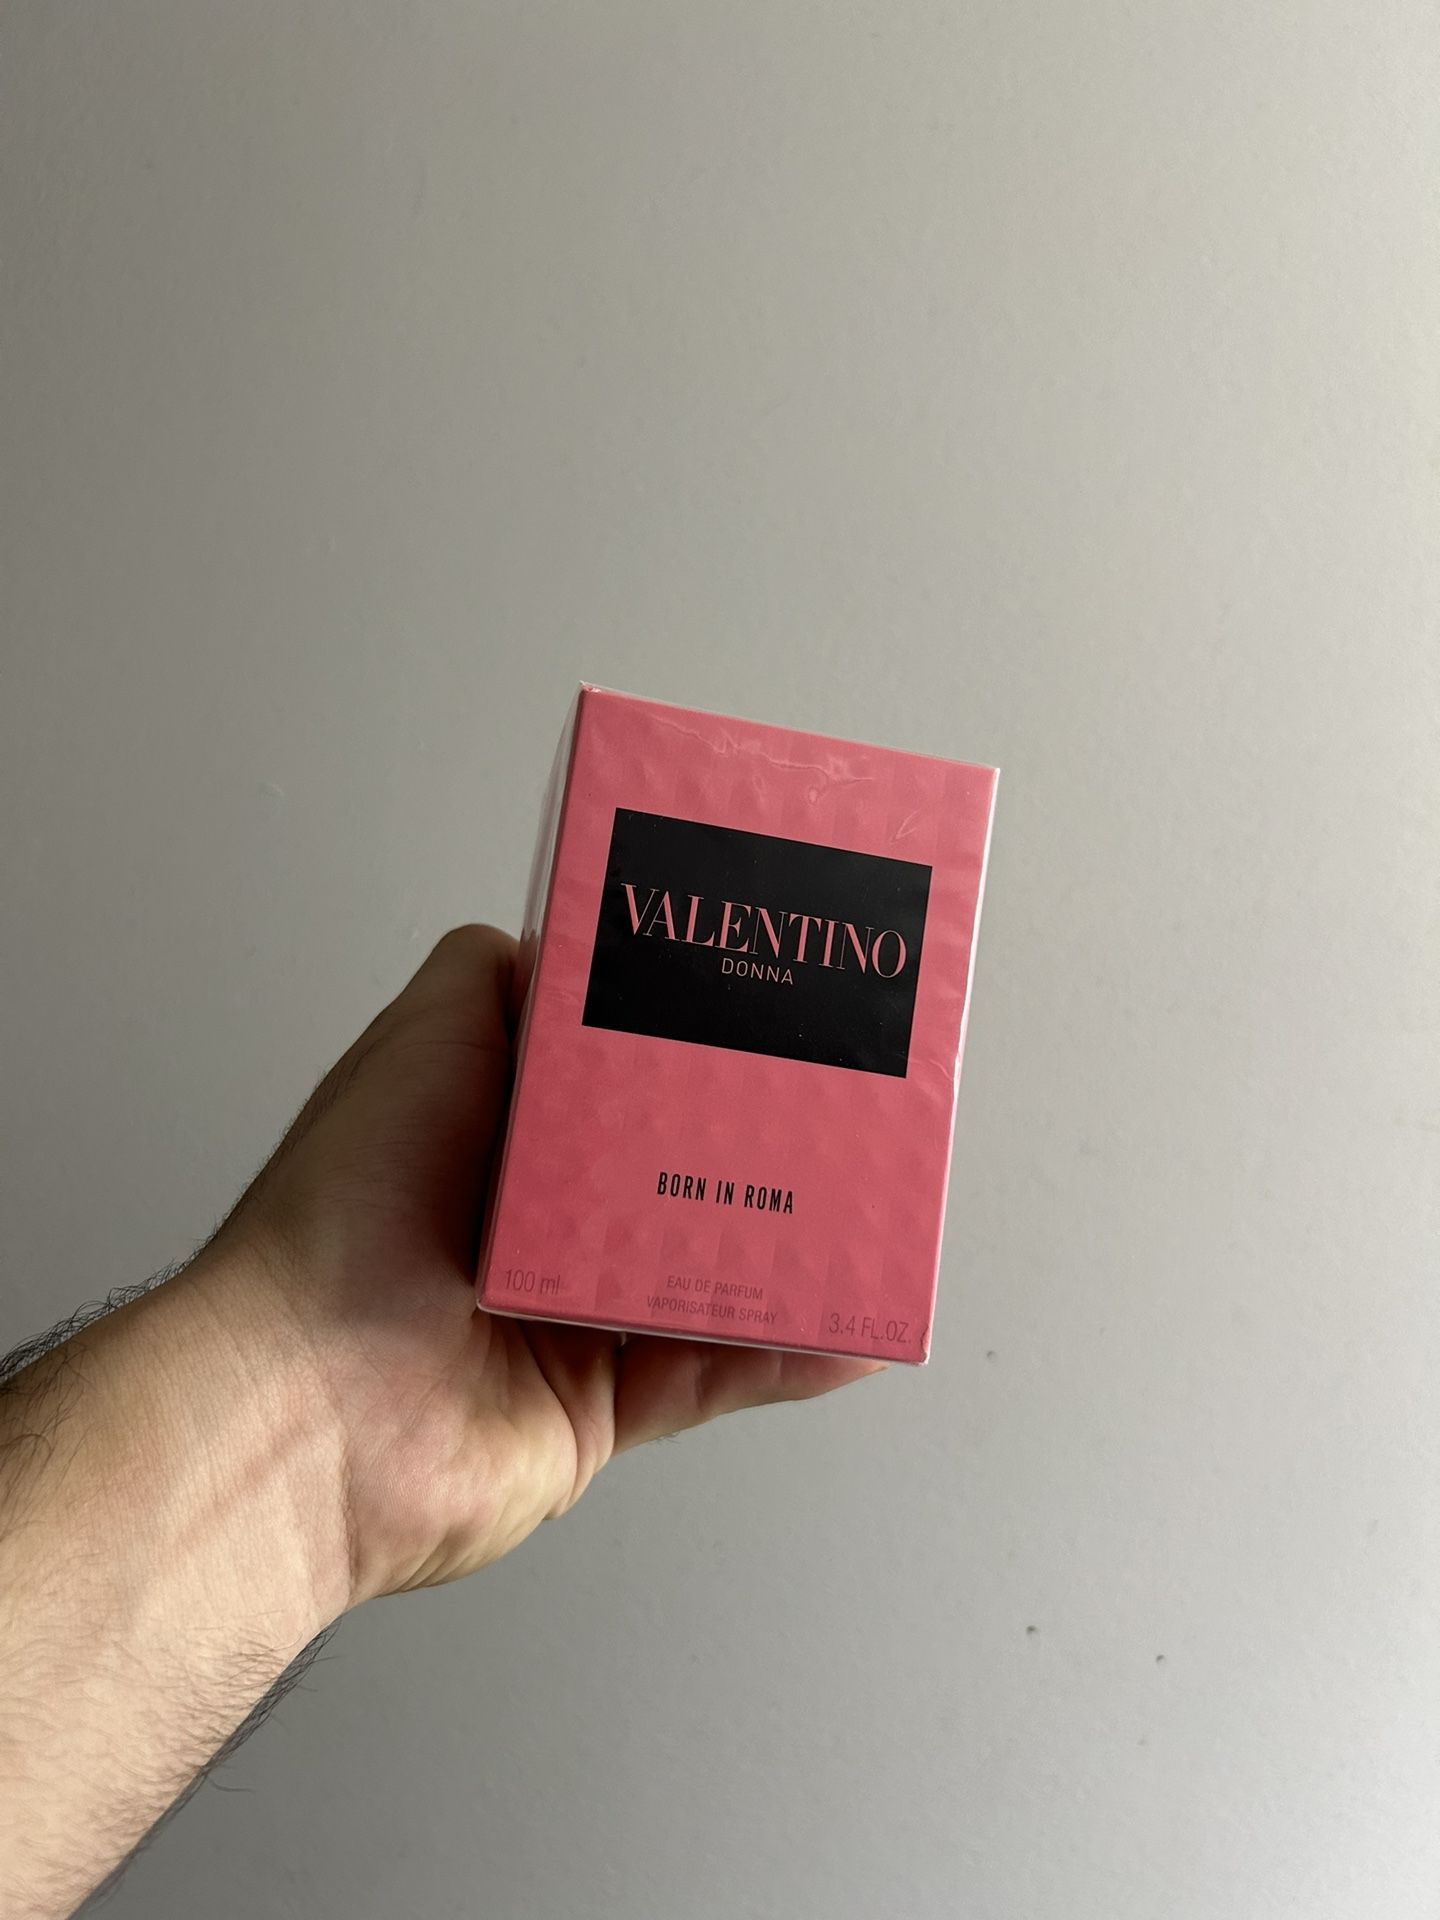 VALENTINO
DONNA
BORN IN ROMA
100 ml
EAU DE PARFUM
VAPORISATEUR SPRAY
3.4 FL.OZ.